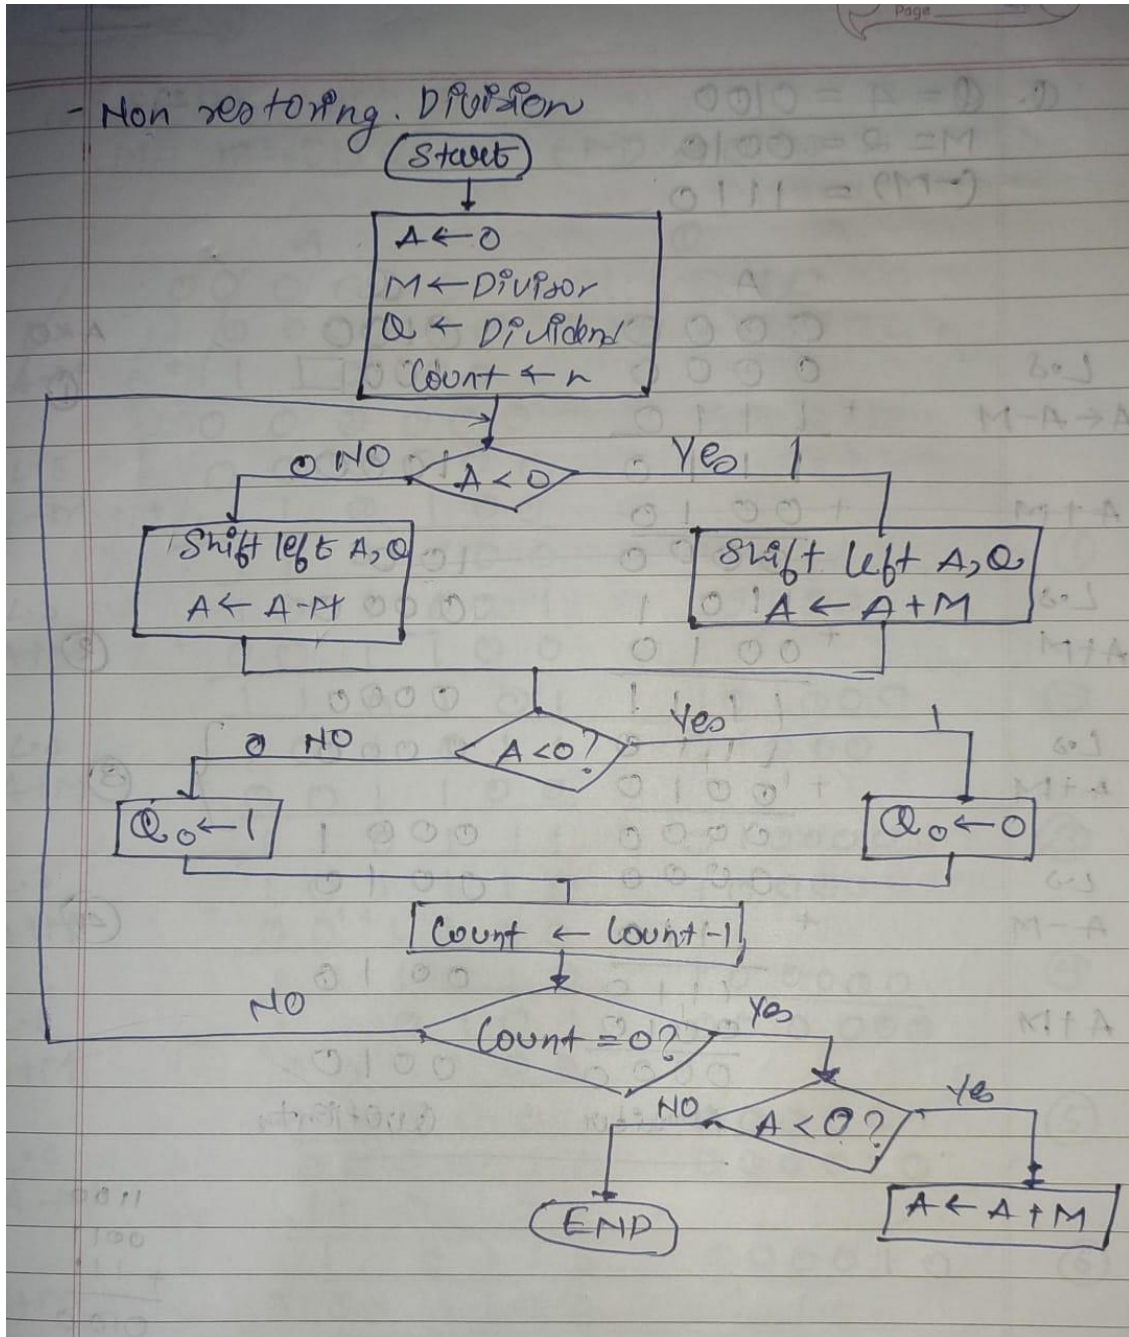 Page
- Non restoring. Division
Start
A ← 0
M ← Divisor
Q ← Dividend
Count ← n
0 NO
A < 0
Yes 1
Shift left A, Q
A ← A-M
Shift left A, Q
A ← A + M
0 NO
A < 0?
Yes 1
Q0 ← 1
Q0 ← 0
Count ← Count - 1
NO
Count = 0?
Yes
NO
A < 0?
Yes
END
A ← A + M